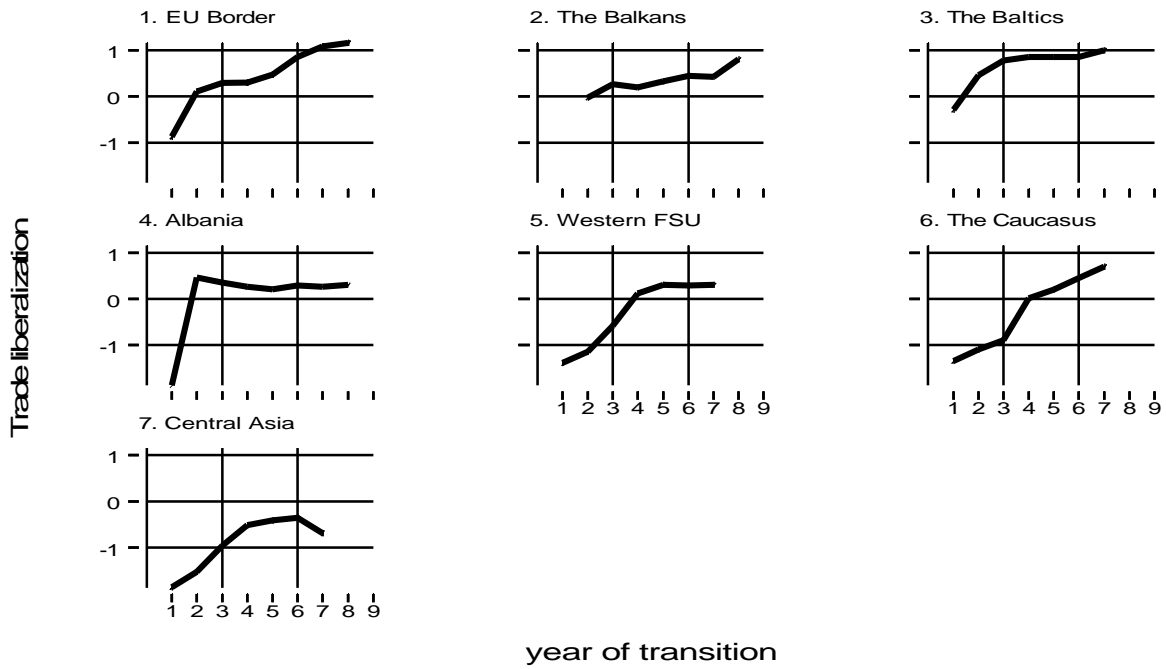 1. EU Border
2. The Balkans
3. The Baltics
1
0
-1
4. Albania
5. Western FSU
6. The Caucasus
1
0
-1
1 2 3 4 5 6 7 8 9
1 2 3 4 5 6 7 8 9
7. Central Asia
1
0
-1
1 2 3 4 5 6 7 8 9
Trade liberalization
year of transition